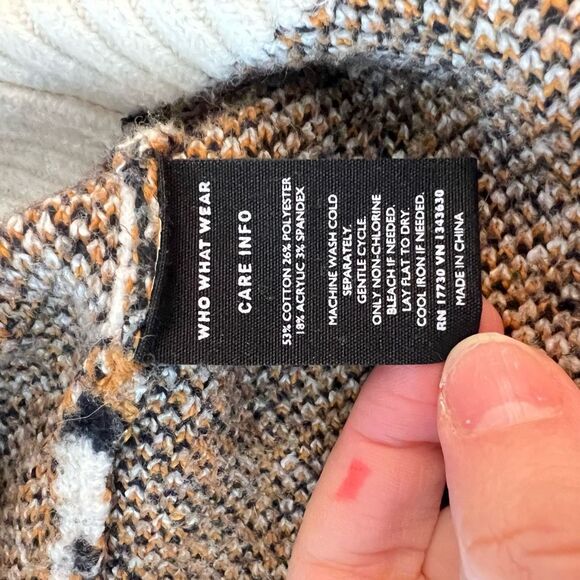 WHO WHAT WEAR
CARE INFO
53% COTTON 26% POLYESTER
18% ACRYLIC 3% SPANDEX
MACHINE WASH COLD
SEPARATELY.
GENTLE CYCLE.
ONLY NON-CHLORINE
BLEACH IF NEEDED.
LAY FLAT TO DRY.
COOL IRON IF NEEDED.
RN 17730 VN 1343630
MADE IN CHINA